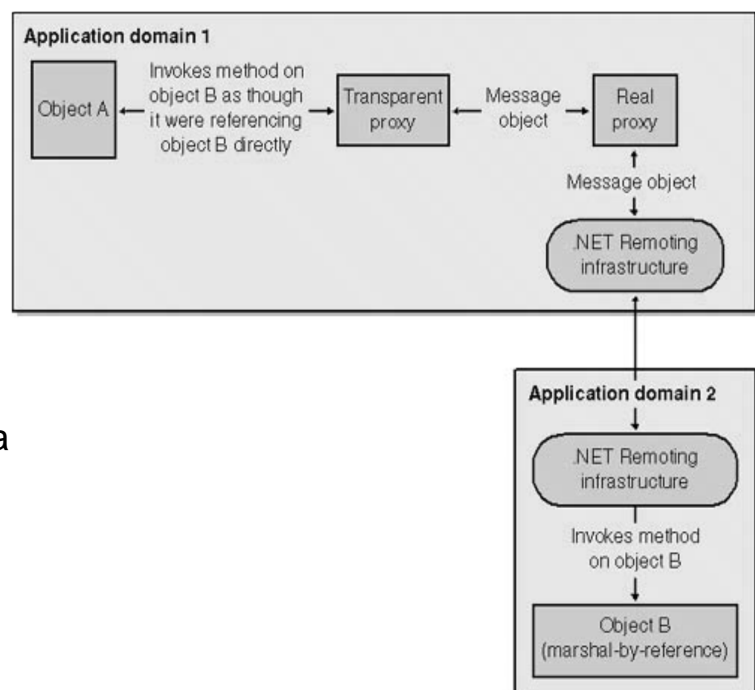 Application domain 1
Object A
Invokes method on
object B as though
it were referencing
object B directly
Transparent
proxy
Message
object
Real
proxy
Message object
.NET Remoting
infrastructure
Application domain 2
a
.NET Remoting
infrastructure
Invokes method
on object B
Object B
(marshal-by-reference)